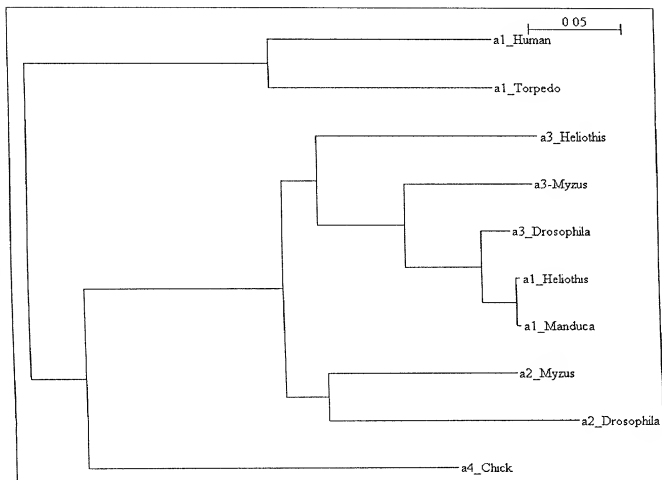 0 05
a1_Human
a1_Torpedo
a3_Heliothis
a3-Myzus
a3_Drosophila
a1_Heliothis
a1_Manduca
a2_Myzus
a2_Drosophila
a4_Chick